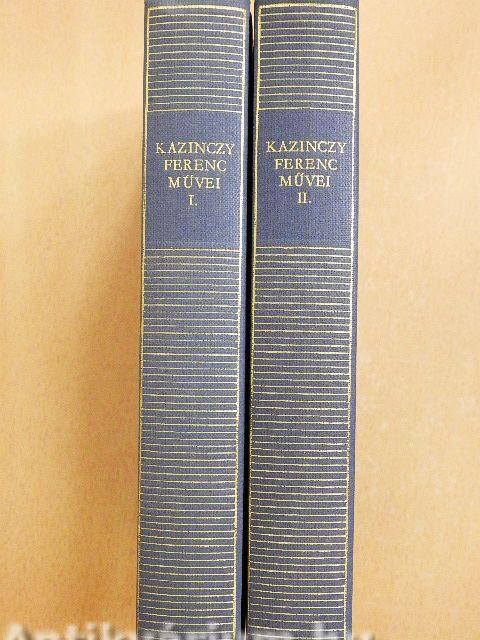 KAZINCZY
FERENC
MŰVEI
I.
KAZINCZY
FERENC
MŰVEI
II.